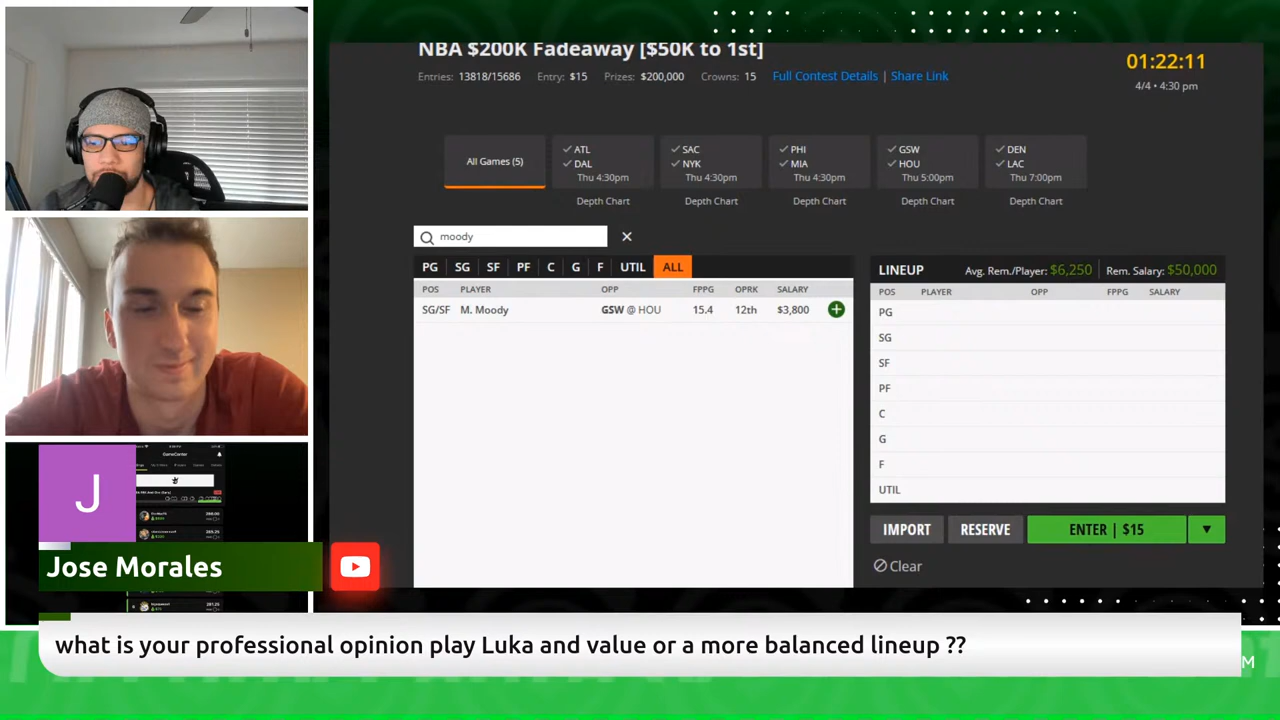 NBA $200K Fadeaway [$50K to 1st]
Entries: 13818/15686 Entry: $15 Prizes: $200,000 Crowns: 15 Full Contest Details | Share Link
01:22:11
4/4 • 4:30 pm
All Games (5)
ATL
DAL
Thu 4:30pm
Depth Chart
SAC
NYK
Thu 4:30pm
Depth Chart
PHI
MIA
Thu 4:30pm
Depth Chart
GSW
HOU
Thu 5:00pm
Depth Chart
DEN
LAC
Thu 7:00pm
Depth Chart
moody
PG SG SF PF C G F UTIL ALL
POS PLAYER OPP FPPG OPRK SALARY
SG/SF M. Moody GSW @ HOU 15.4 12th $3,800
LINEUP Avg. Rem./Player: $6,250 Rem. Salary: $50,000
POS PLAYER OPP FPPG SALARY
PG
SG
SF
PF
C
G
F
UTIL
IMPORT RESERVE ENTER | $15
Clear
GameCenter
J
Jose Morales
what is your professional opinion play Luka and value or a more balanced lineup ??